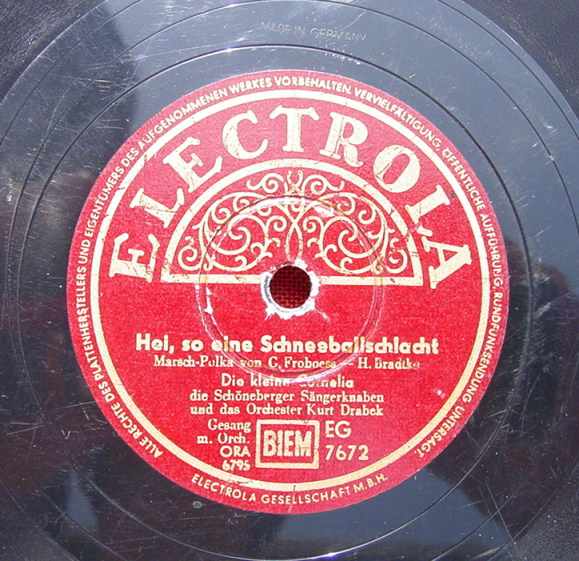 MADE IN GERMANY
ALLE RECHTE DES PLATTENHERSTELLERS UND EIGENTÜMERS DES AUFGENOMMENEN WERKES VORBEHALTEN. VERVIELFÄLTIGUNG, ÖFFENTLICHE AUFFÜHRUNG, RUNDFUNKSENDUNG UNTERSAGT.
ELECTROLA
Hei, so eine Schneeballschlacht
Marsch-Polka von G. Froboess - H. Bradtke
Die kleine Cornelia
die Schöneberger Sängerknaben
und das Orchester Kurt Drabek
Gesang
m. Orch.
ORA
6795
BIEM
EG
7672
ELECTROLA GESELLSCHAFT M.B.H.